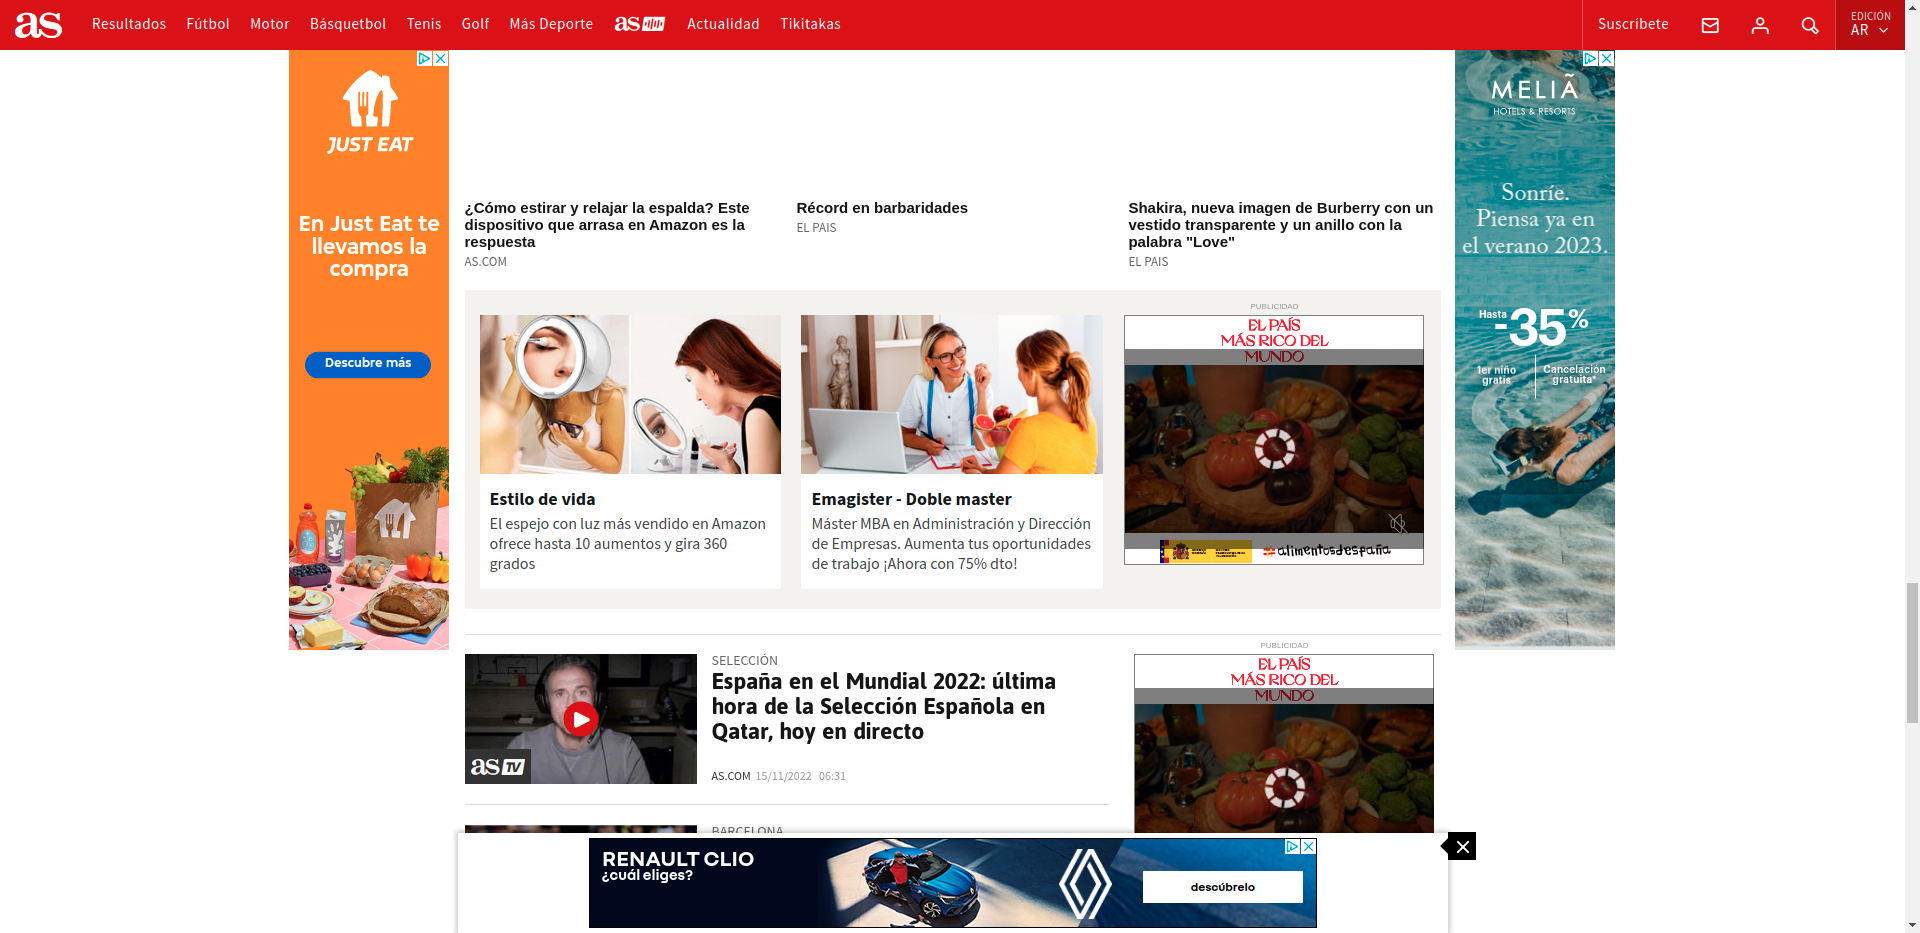 as
Resultados
Fútbol
Motor
Básquetbol
Tenis
Golf
Más Deporte
as
Actualidad
Tikitakas
Suscríbete
EDICIÓN
AR
JUST EAT
En Just Eat te
llevamos la
compra
Descubre más
¿Cómo estirar y relajar la espalda? Este
dispositivo que arrasa en Amazon es la
respuesta
AS.COM
Récord en barbaridades
EL PAIS
Shakira, nueva imagen de Burberry con un
vestido transparente y un anillo con la
palabra "Love"
EL PAIS
MELIÃ
HOTELS & RESORTS
Sonríe.
Piensa ya en
el verano 2023.
Hasta
-35%
1er niño
gratis
Cancelación
gratuita*
Estilo de vida
El espejo con luz más vendido en Amazon
ofrece hasta 10 aumentos y gira 360
grados
Emagister - Doble master
Máster MBA en Administración y Dirección
de Empresas. Aumenta tus oportunidades
de trabajo ¡Ahora con 75% dto!
PUBLICIDAD
EL PAÍS
MÁS RICO DEL
MUNDO
#alimentosdespaña
as TV
SELECCIÓN
España en el Mundial 2022: última
hora de la Selección Española en
Qatar, hoy en directo
AS.COM 15/11/2022 06:31
PUBLICIDAD
EL PAÍS
MÁS RICO DEL
MUNDO
BARCELONA
RENAULT CLIO
¿cuál eliges?
descúbrelo